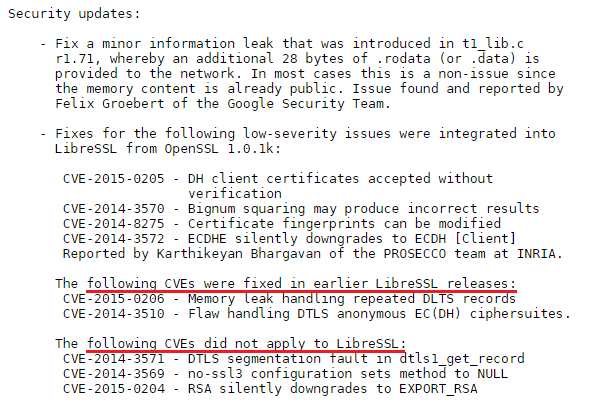 Security updates:
- Fix a minor information leak that was introduced in t1_lib.c
r1.71, whereby an additional 28 bytes of .rodata (or .data) is
provided to the network. In most cases this is a non-issue since
the memory content is already public. Issue found and reported by
Felix Groebert of the Google Security Team.
- Fixes for the following low-severity issues were integrated into
LibreSSL from OpenSSL 1.0.1k:
CVE-2015-0205 - DH client certificates accepted without
verification
CVE-2014-3570 - Bignum squaring may produce incorrect results
CVE-2014-8275 - Certificate fingerprints can be modified
CVE-2014-3572 - ECDHE silently downgrades to ECDH [Client]
Reported by Karthikeyan Bhargavan of the PROSECCO team at INRIA.
The following CVEs were fixed in earlier LibreSSL releases:
CVE-2015-0206 - Memory leak handling repeated DLTS records
CVE-2014-3510 - Flaw handling DTLS anonymous EC(DH) ciphersuites.
The following CVEs did not apply to LibreSSL:
CVE-2014-3571 - DTLS segmentation fault in dtls1_get_record
CVE-2014-3569 - no-ssl3 configuration sets method to NULL
CVE-2015-0204 - RSA silently downgrades to EXPORT_RSA